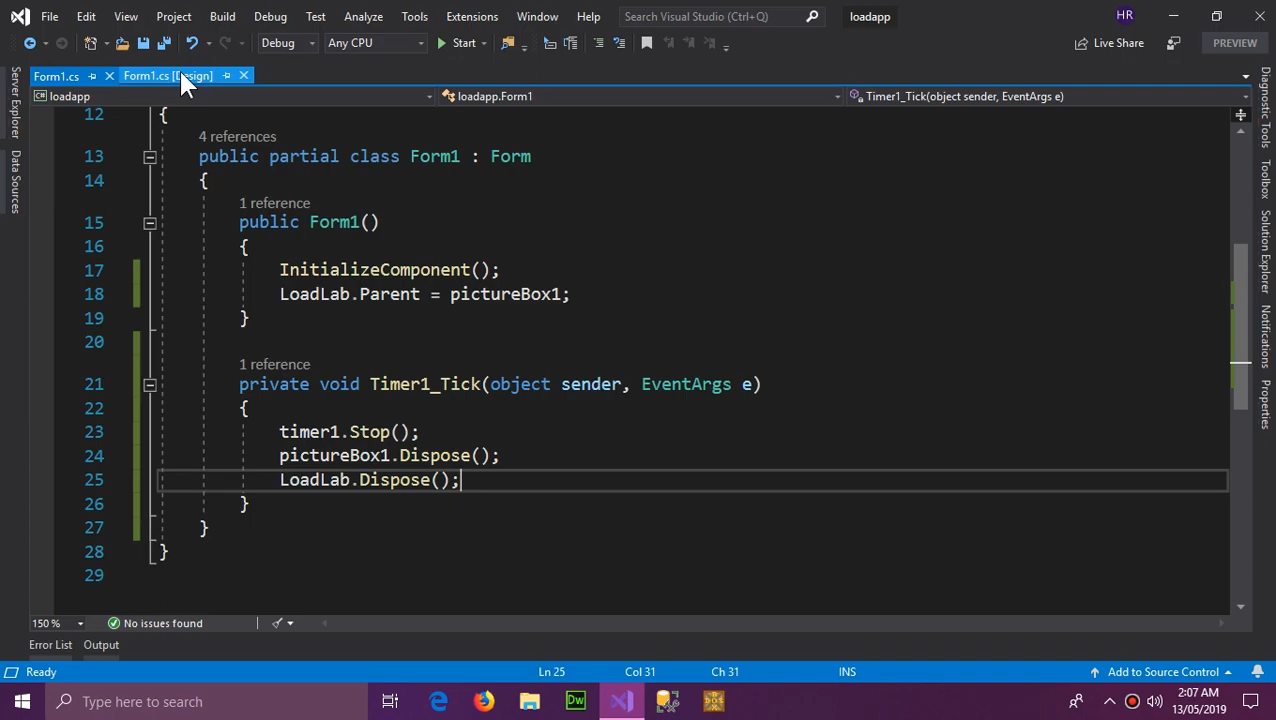 File Edit View Project Build Debug Test Analyze Tools Extensions Window Help Search Visual Studio (Ctrl+Q) loadapp HR
Debug Any CPU Start Live Share PREVIEW
Form1.cs Form1.cs [Design]
loadapp loadapp.Form1 Timer1_Tick(object sender, EventArgs e)
Server Explorer
Data Sources
Diagnostic Tools
Toolbox
Solution Explorer
Notifications
Properties
12 {
4 references
13 public partial class Form1 : Form
14 {
1 reference
15 public Form1()
16 {
17 InitializeComponent();
18 LoadLab.Parent = pictureBox1;
19 }
20
1 reference
21 private void Timer1_Tick(object sender, EventArgs e)
22 {
23 timer1.Stop();
24 pictureBox1.Dispose();
25 LoadLab.Dispose();
26 }
27 }
28 }
29
150 % No issues found
Error List Output
Ready Ln 25 Col 31 Ch 31 INS Add to Source Control
Type here to search Dw DOS 2:07 AM
13/05/2019